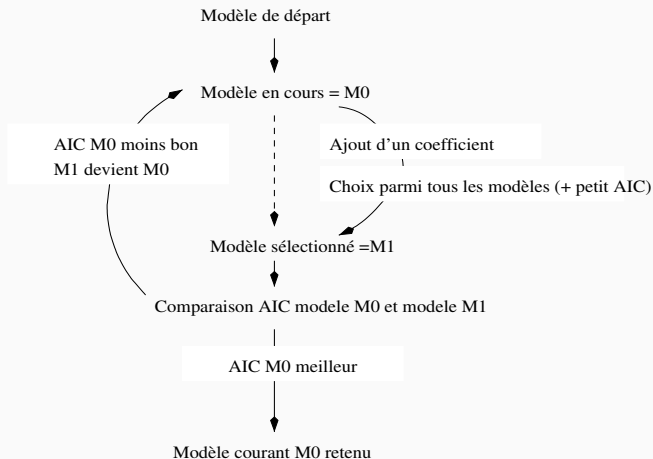 Modèle de départ
Modèle en cours = M0
AIC M0 moins bon
M1 devient M0
Ajout d'un coefficient
Choix parmi tous les modèles (+ petit AIC)
Modèle sélectionné =M1
Comparaison AIC modele M0 et modele M1
AIC M0 meilleur
Modèle courant M0 retenu